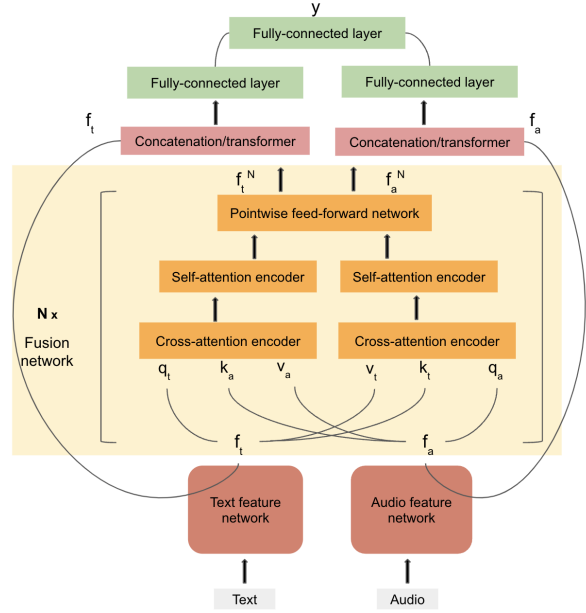 y
Fully-connected layer
Fully-connected layer
Fully-connected layer
f_t
f_a
Concatenation/transformer
Concatenation/transformer
f_t^N
f_a^N
Pointwise feed-forward network
Self-attention encoder
Self-attention encoder
N x
Fusion
network
Cross-attention encoder
Cross-attention encoder
q_t
k_a
v_a
v_t
k_t
q_a
f_t
f_a
Text feature
network
Audio feature
network
Text
Audio